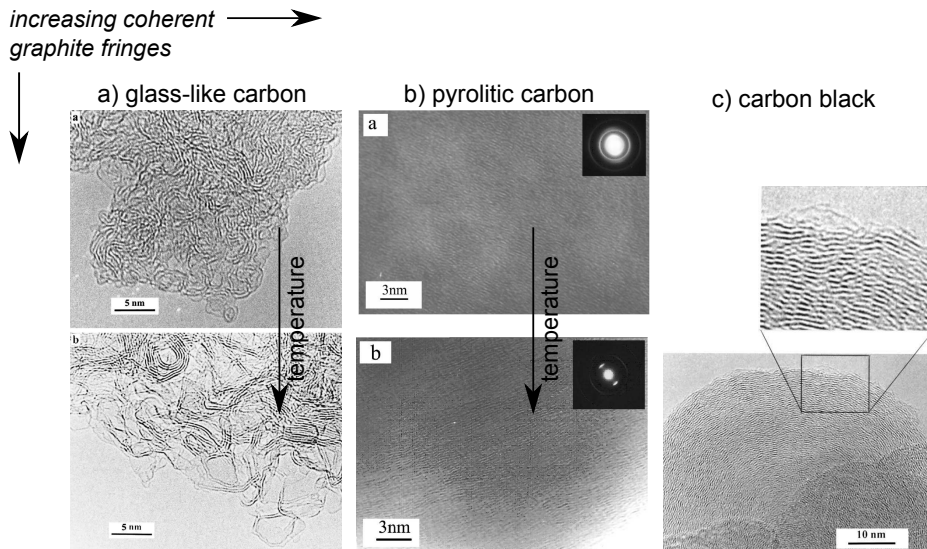 increasing coherent
graphite fringes
a) glass-like carbon
b) pyrolitic carbon
c) carbon black
a
5 nm
temperature
b
5 nm
a
3nm
temperature
b
3nm
10 nm